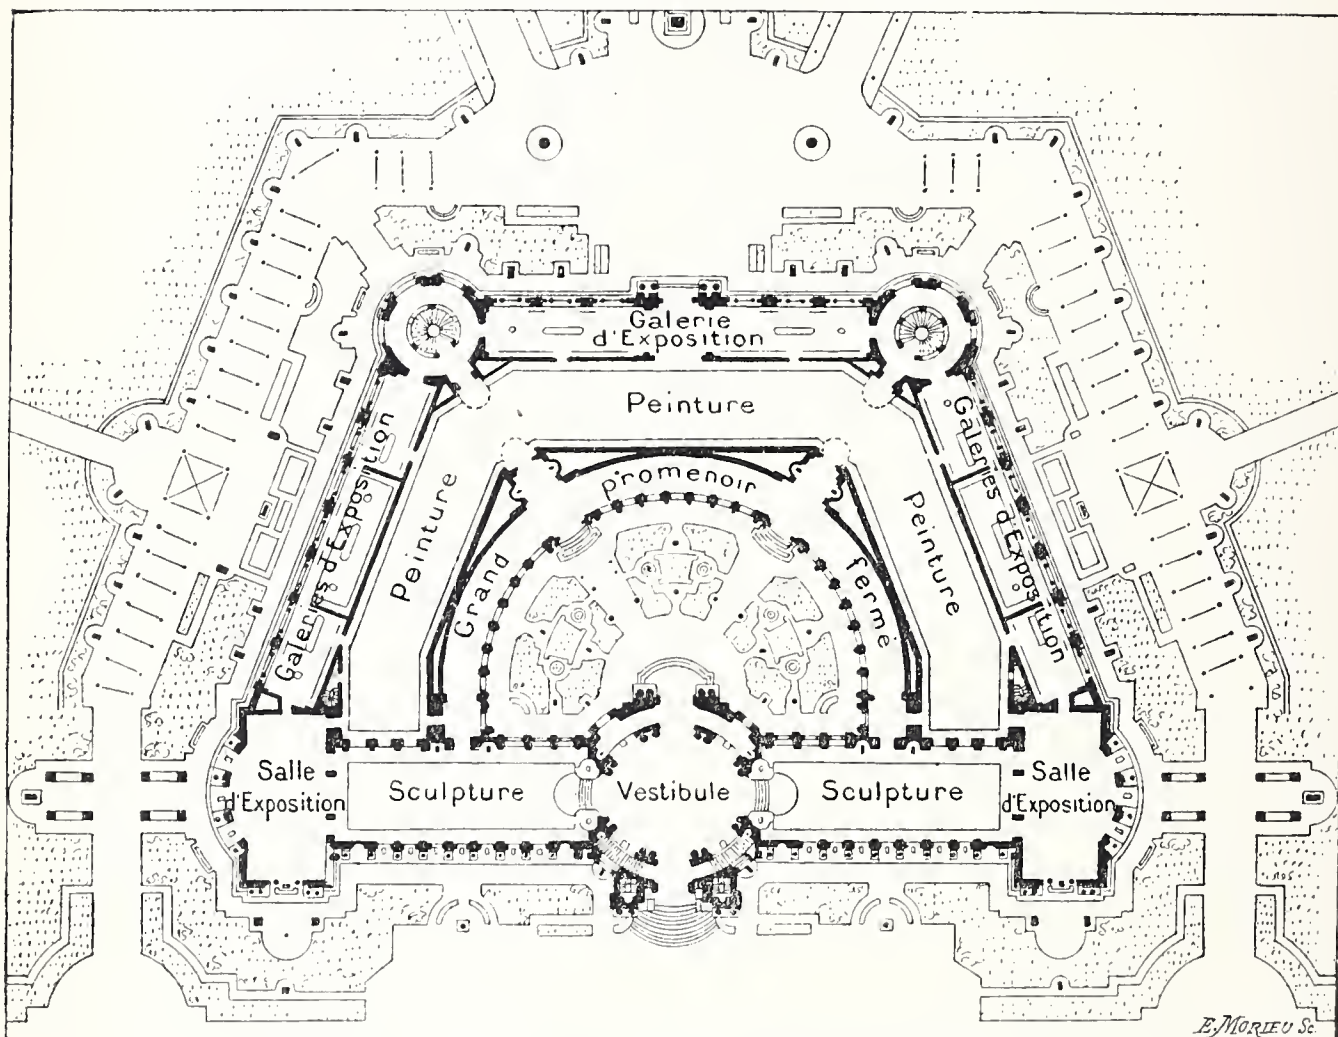 Galerie
d'Exposition
Peinture
Galeries d'Exposition
Peinture
Grand promenoir fermé
Peinture
Galeries d'Exposition
Salle
d'Exposition
Sculpture
Vestibule
Sculpture
Salle
d'Exposition
E. MORIEU Sc.